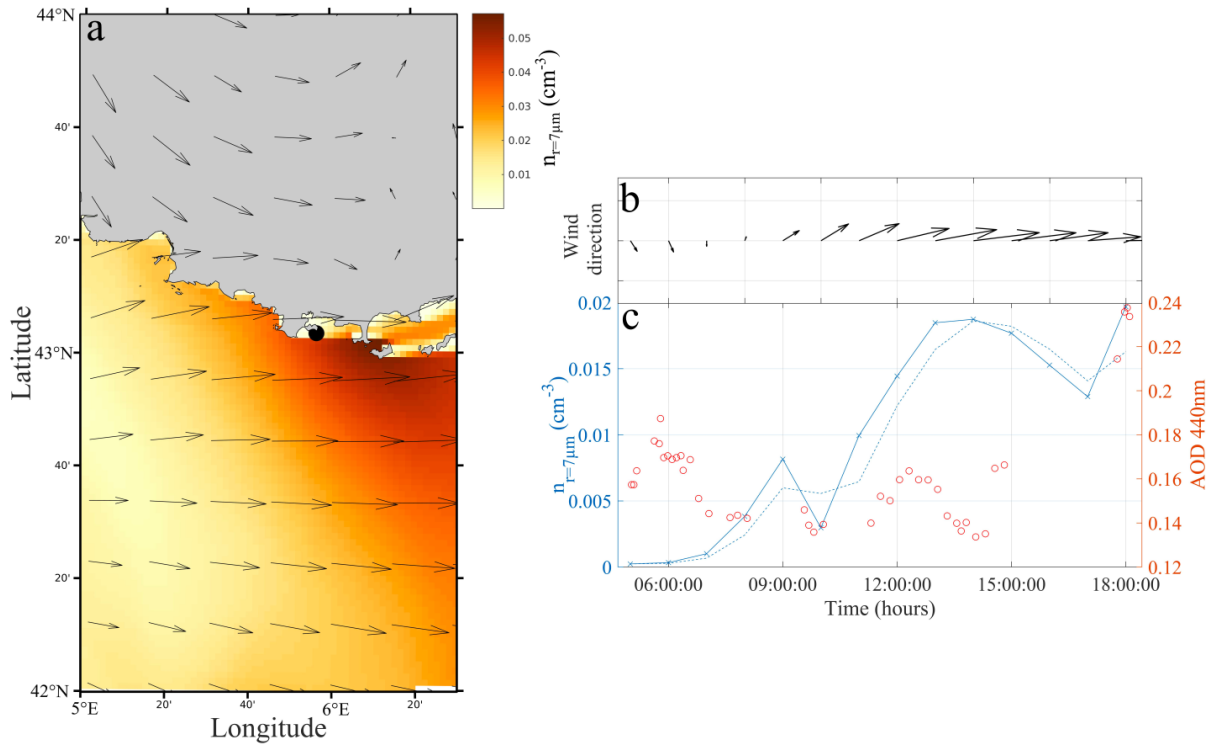 a
44°N
40'
20'
43°N
40'
20'
42°N
Latitude
5°E
20'
40'
6°E
20'
Longitude
0.05
0.04
0.03
0.02
0.01
n_{r=7μm} (cm^{-3})
b
Wind
direction
c
0.02
0.015
0.01
0.005
0
n_{r=7μm} (cm^{-3})
0.24
0.22
0.2
0.18
0.16
0.14
0.12
AOD 440nm
06:00:00 09:00:00 12:00:00 15:00:00 18:00:00
Time (hours)